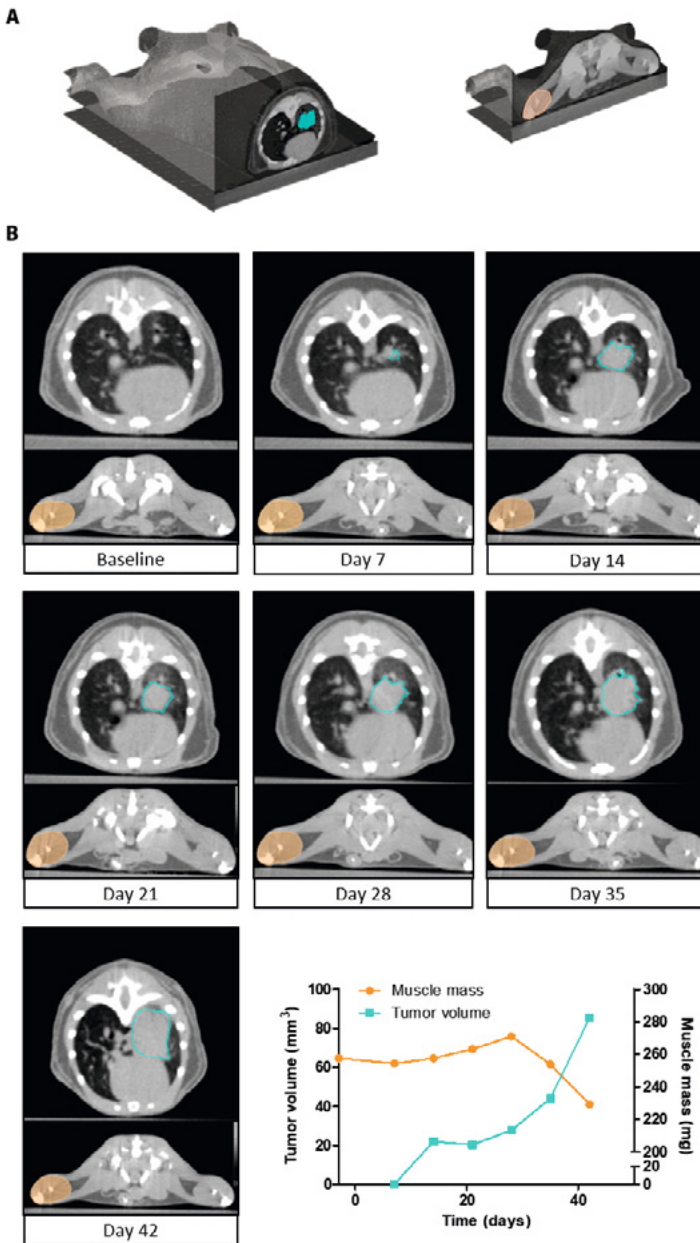 A
B
Baseline
Day 7
Day 14
Day 21
Day 28
Day 35
Day 42
Muscle mass
Tumor volume
100
80
60
40
20
0
Tumor volume (mm³)
300
280
260
240
220
200
20
0
Muscle mass (mg)
0
20
40
Time (days)